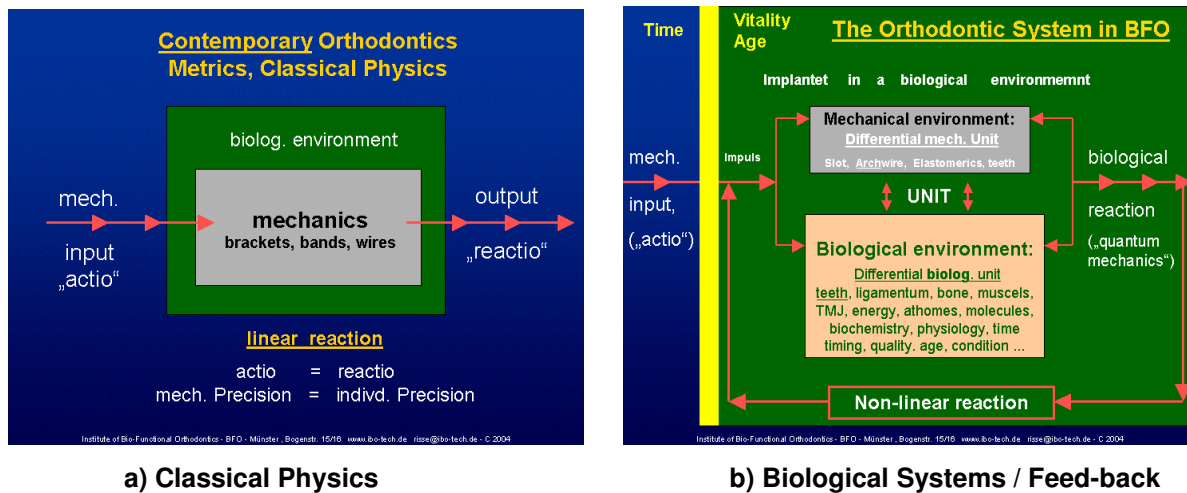 Contemporary Orthodontics
Metrics, Classical Physics
biolog. environment
mech.
input
„actio“
mechanics
brackets, bands, wires
output
„reactio“
linear reaction
actio = reactio
mech. Precision = indivd. Precision
Institute of Bio-Functional Orthodontics - BFO - Münster , Bogenstr. 15/16 www.ibo-tech.de risse@ibo-tech.de - C 2004
a) Classical Physics
Time
Vitality
Age
The Orthodontic System in BFO
Implantet in a biological environmemnt
mech.
input,
(„actio“)
Impuls
Mechanical environment:
Differential mech. Unit
Slot, Archwire, Elastomerics, teeth
UNIT
Biological environment:
Differential biolog. unit
teeth, ligamentum, bone, muscels,
TMJ, energy, athomes, molecules,
biochemistry, physiology, time
timing, quality. age, condition ...
biological
reaction
(„quantum
mechanics“)
Non-linear reaction
Institute of Bio-Functional Orthodontics - BFO - Münster , Bogenstr. 15/16 www.ibo-tech.de risse@ibo-tech.de - C 2004
b) Biological Systems / Feed-back